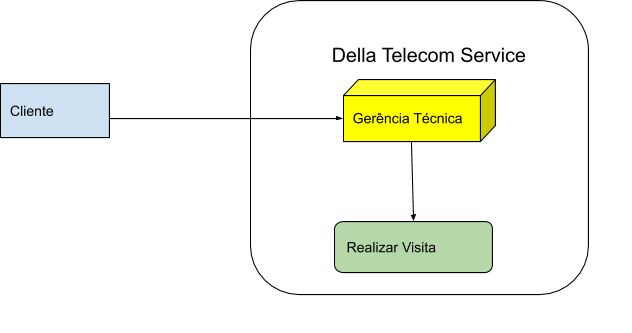 Della Telecom Service
Cliente
Gerência Técnica
Realizar Visita